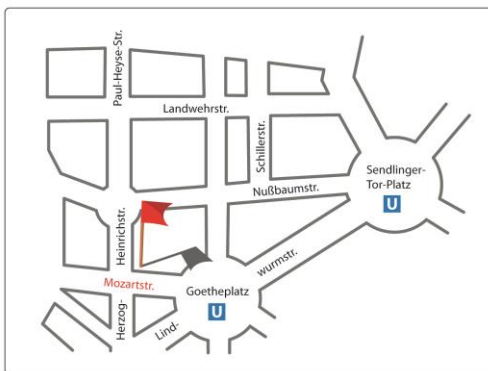 Paul-Heyse-Str.
Landwehrstr.
Schillerstr.
Sendlinger-
Tor-Platz
U
Nußbaumstr.
Heinrichstr.
wurmstr.
Mozartstr.
Goetheplatz
U
Herzog-
Lind-